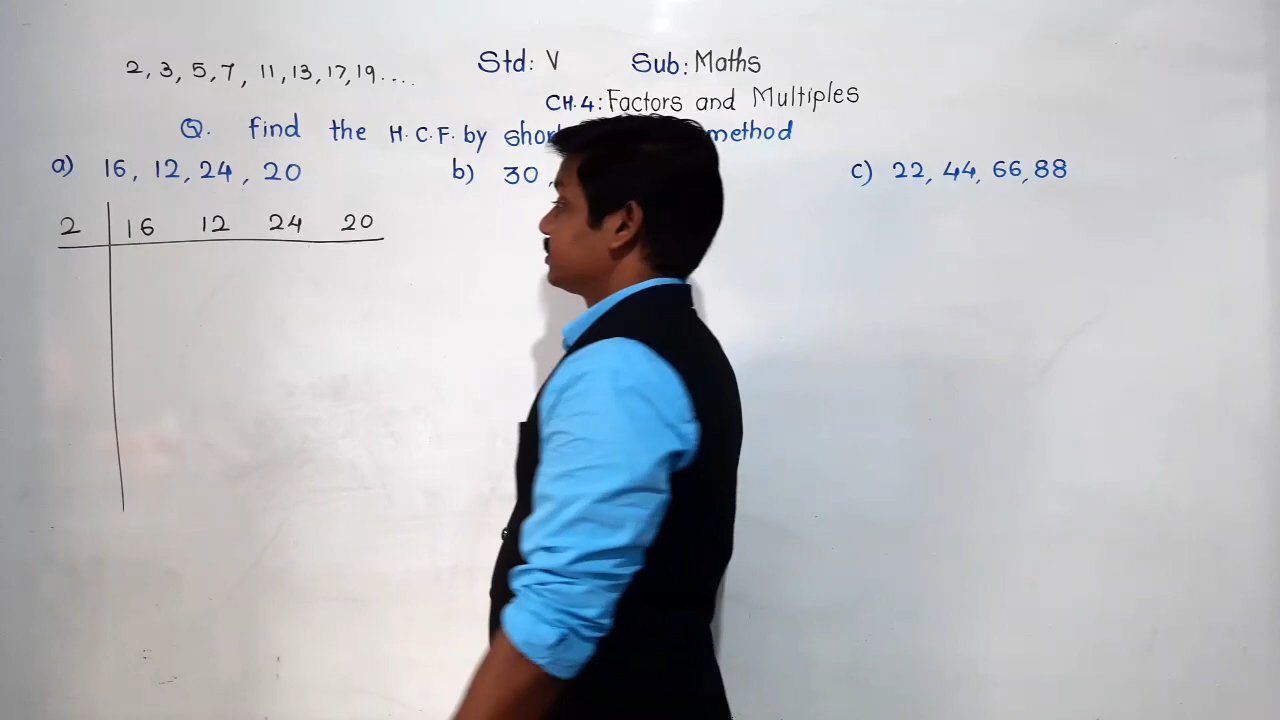 2, 3, 5, 7, 11, 13, 17, 19....
Std: V Sub: Maths
CH.4: Factors and Multiples
Q. find the H.C.F. by method
a) 16, 12, 24, 20 b) 30, c) 22, 44, 66, 88
2 16 12 24 20